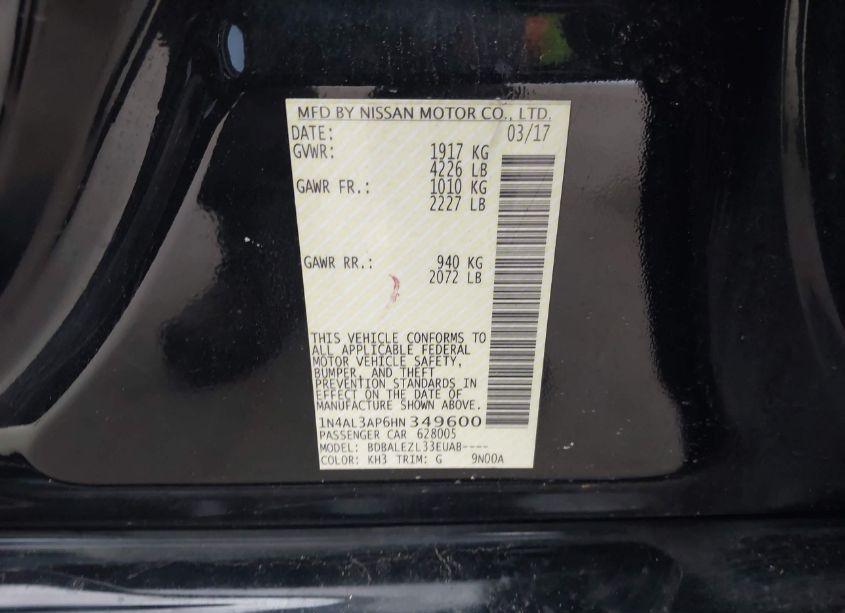 MFD BY NISSAN MOTOR CO., LTD.
DATE: 03/17
GVWR: 1917 KG
4226 LB
GAWR FR.: 1010 KG
2227 LB
GAWR RR.: 940 KG
2072 LB
THIS VEHICLE CONFORMS TO
ALL APPLICABLE FEDERAL
MOTOR VEHICLE SAFETY,
BUMPER, AND THEFT
PREVENTION STANDARDS IN
EFFECT ON THE DATE OF
MANUFACTURE SHOWN ABOVE.
1N4AL3AP6HN 349600
PASSENGER CAR 628005
MODEL: BDBALEZL33EUAB----
COLOR: KH3 TRIM: G 9N00A